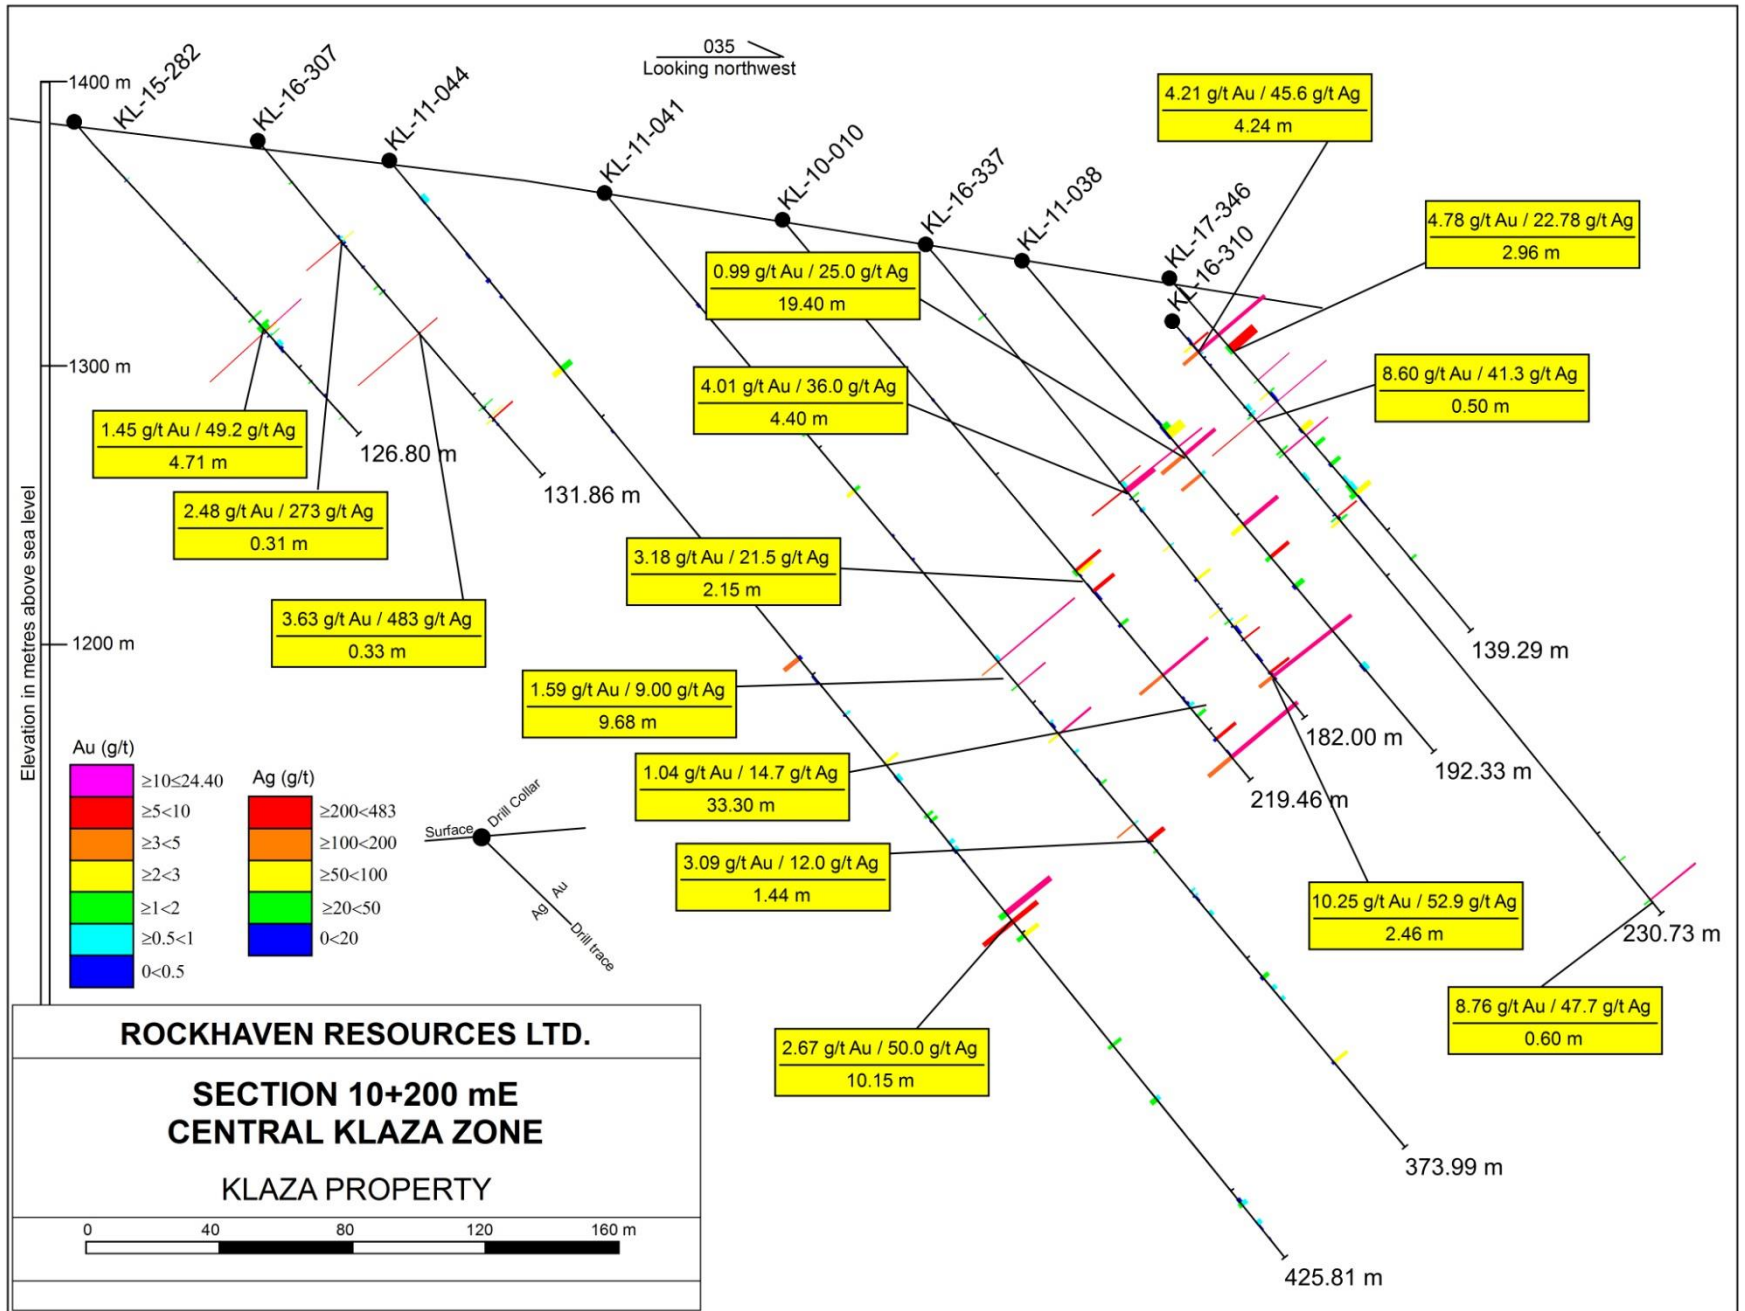 035
Looking northwest
1400 m
1300 m
1200 m
Elevation in metres above sea level
KL-15-282
KL-16-307
KL-11-044
KL-11-041
KL-10-010
KL-16-337
KL-11-038
KL-17-346
KL-16-310
4.21 g/t Au / 45.6 g/t Ag
4.24 m
4.78 g/t Au / 22.78 g/t Ag
2.96 m
0.99 g/t Au / 25.0 g/t Ag
19.40 m
8.60 g/t Au / 41.3 g/t Ag
0.50 m
4.01 g/t Au / 36.0 g/t Ag
4.40 m
1.45 g/t Au / 49.2 g/t Ag
4.71 m
126.80 m
131.86 m
2.48 g/t Au / 273 g/t Ag
0.31 m
3.18 g/t Au / 21.5 g/t Ag
2.15 m
3.63 g/t Au / 483 g/t Ag
0.33 m
139.29 m
1.59 g/t Au / 9.00 g/t Ag
9.68 m
182.00 m
192.33 m
219.46 m
1.04 g/t Au / 14.7 g/t Ag
33.30 m
3.09 g/t Au / 12.0 g/t Ag
1.44 m
10.25 g/t Au / 52.9 g/t Ag
2.46 m
230.73 m
8.76 g/t Au / 47.7 g/t Ag
0.60 m
2.67 g/t Au / 50.0 g/t Ag
10.15 m
373.99 m
425.81 m
Au (g/t)
≥10≤24.40
≥5<10
≥3<5
≥2<3
≥1<2
≥0.5<1
0<0.5
Ag (g/t)
≥200<483
≥100<200
≥50<100
≥20<50
0<20
Surface
Drill Collar
Au
Ag
Drill trace
ROCKHAVEN RESOURCES LTD.
SECTION 10+200 mE
CENTRAL KLAZA ZONE
KLAZA PROPERTY
0 40 80 120 160 m